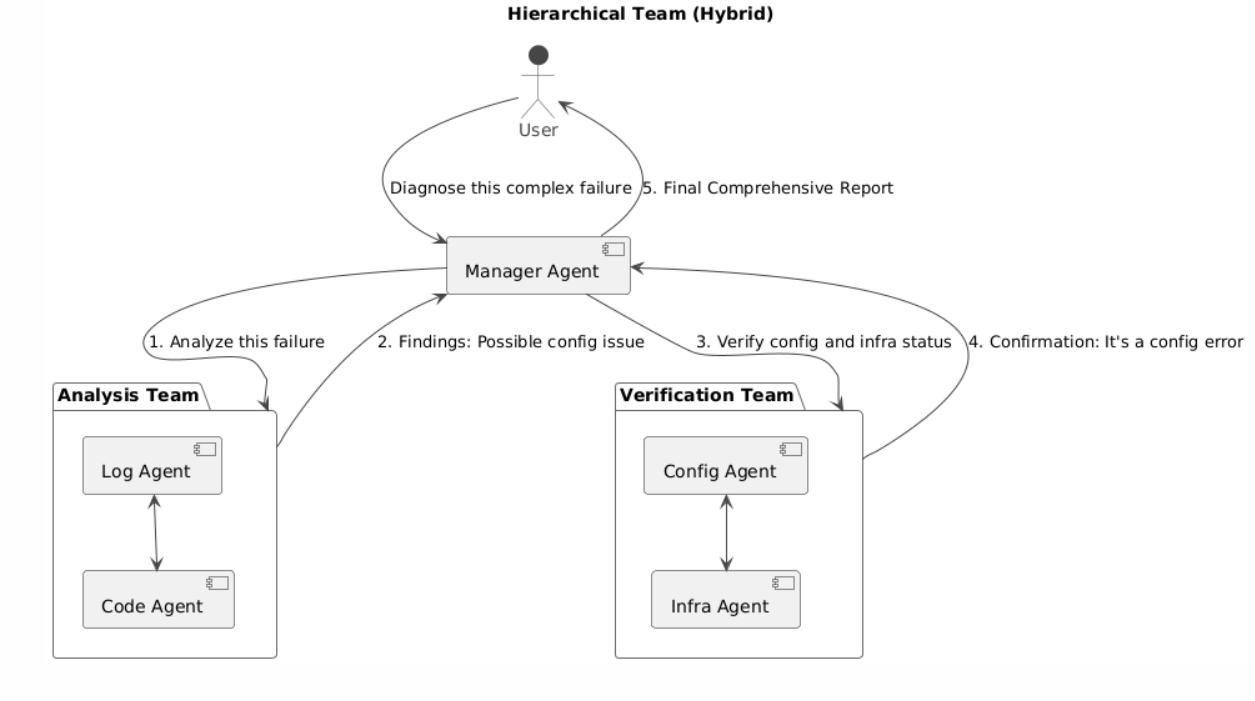 Hierarchical Team (Hybrid)
User
Diagnose this complex failure
5. Final Comprehensive Report
Manager Agent
1. Analyze this failure
2. Findings: Possible config issue
3. Verify config and infra status
4. Confirmation: It's a config error
Analysis Team
Verification Team
Log Agent
Config Agent
Code Agent
Infra Agent